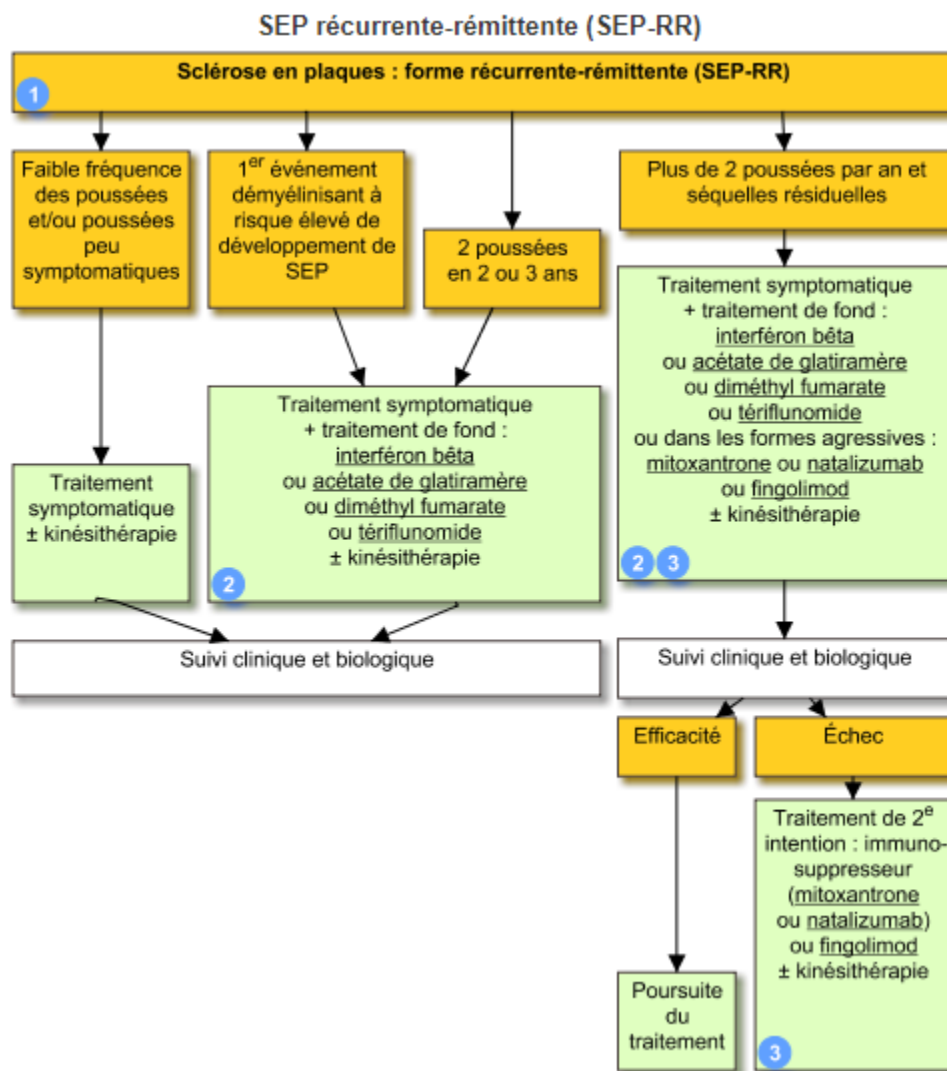 SEP récurrente-rémittente (SEP-RR)
Sclérose en plaques : forme récurrente-rémittente (SEP-RR)
1
Faible fréquence
des poussées
et/ou poussées
peu
symptomatiques
1er événement
démyélinisant à
risque élevé de
développement de
SEP
2 poussées
en 2 ou 3 ans
Plus de 2 poussées par an et
séquelles résiduelles
Traitement
symptomatique
± kinésithérapie
Traitement symptomatique
+ traitement de fond :
interféron bêta
ou acétate de glatiramère
ou diméthyl fumarate
ou tériflunomide
± kinésithérapie
2
Traitement symptomatique
+ traitement de fond :
interféron bêta
ou acétate de glatiramère
ou diméthyl fumarate
ou tériflunomide
ou dans les formes agressives :
mitoxantrone ou natalizumab
ou fingolimod
± kinésithérapie
2 3
Suivi clinique et biologique
Suivi clinique et biologique
Efficacité
Échec
Poursuite
du
traitement
Traitement de 2e
intention : immuno-
suppresseur
(mitoxantrone
ou natalizumab)
ou fingolimod
± kinésithérapie
3